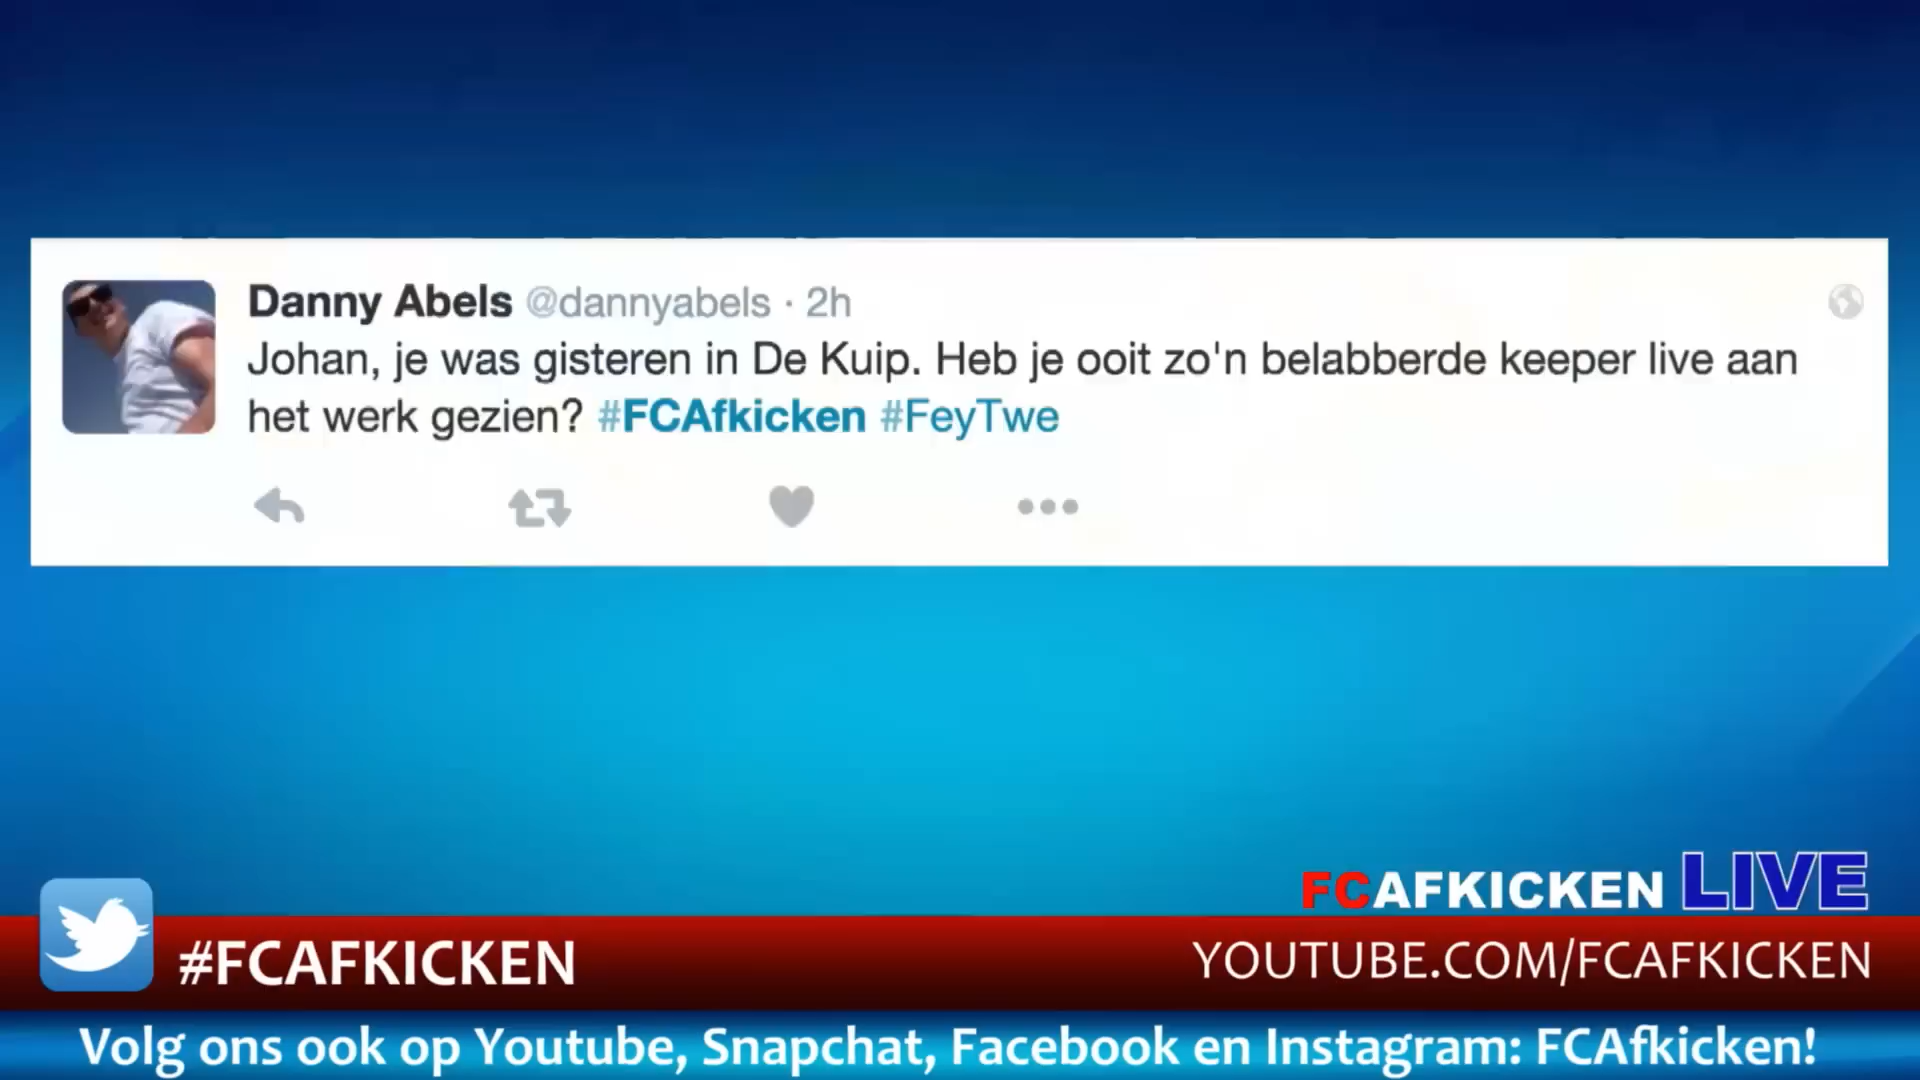 Danny Abels @dannyabels · 2h
Johan, je was gisteren in De Kuip. Heb je ooit zo'n belabberde keeper live aan
het werk gezien? #FCAfkicken #FeyTwe
FCAFKICKEN LIVE
#FCAFKICKEN
YOUTUBE.COM/FCAFKICKEN
Volg ons ook op Youtube, Snapchat, Facebook en Instagram: FCAfkicken!